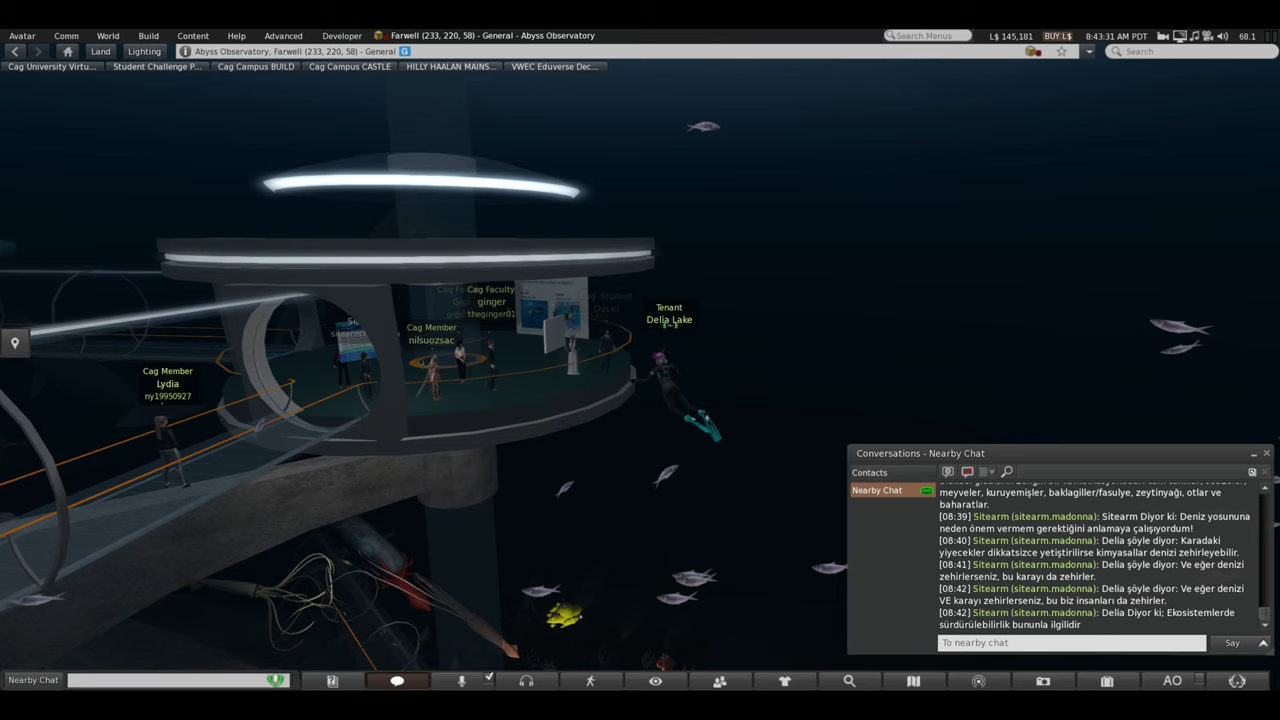 Avatar Comm World Build Content Help Advanced Developer Farwell (233, 220, 58) - General - Abyss Observatory Search Menus L$ 145,181 BUY L$ 8:43:31 AM PDT 68.1
Land Lighting Abyss Observatory, Farwell (233, 220, 58) - General G Search
Cag University Virtu... Student Challenge P... Cag Campus BUILD Cag Campus CASTLE HILLY HAALAN MAINS... VWEC Eduverse Dec...
Cag Faculty
ginger
theginger01
Student
Oycel
Tenant
Delia Lake
Cag Member
nilsuozsac
Cag Member
Lydia
ny19950927
Conversations - Nearby Chat
Contacts
Nearby Chat
meyveler, kuruyemişler, baklagiller/fasulye, zeytinyağı, otlar ve
baharatlar.
[08:39] Sitearm (sitearm.madonna): Sitearm Diyor ki: Deniz yosununa
neden önem vermem gerektiğini anlamaya çalışıyordum!
[08:40] Sitearm (sitearm.madonna): Delia şöyle diyor: Karadaki
yiyecekler dikkatsizce yetiştirilirse kimyasallar denizi zehirleyebilir.
[08:41] Sitearm (sitearm.madonna): Delia şöyle diyor: Ve eğer denizi
zehirlerseniz, bu karayı da zehirler.
[08:42] Sitearm (sitearm.madonna): Delia şöyle diyor: Ve eğer denizi
VE karayı zehirlerseniz, bu biz insanları da zehirler.
[08:42] Sitearm (sitearm.madonna): Delia Diyor ki; Ekosistemlerde
sürdürülebilirlik bununla ilgilidir
To nearby chat Say
Nearby Chat AO